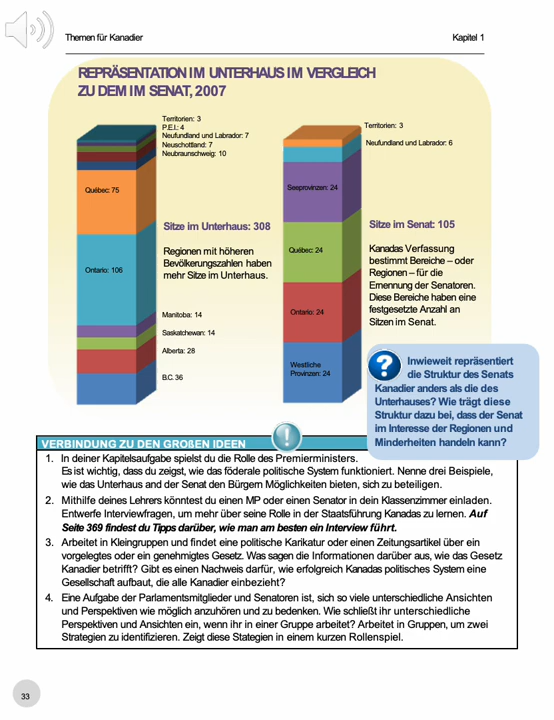 Themen für Kanadier
Kapitel 1
REPRÄSENTATION IM UNTERHAUS IM VERGLEICH
ZU DEM IM SENAT, 2007
Territorien: 3
P.E.I.: 4
Neufundland und Labrador: 7
Neuschottland: 7
Neubraunschweig: 10
Québec: 75
Sitze im Unterhaus: 308
Regionen mit höheren
Bevölkerungszahlen haben
mehr Sitze im Unterhaus.
Ontario: 106
Manitoba: 14
Saskatchewan: 14
Alberta: 28
B.C. 36
Territorien: 3
Neufundland und Labrador: 6
Seeprovinzen: 24
Sitze im Senat: 105
Québec: 24
Kanadas Verfassung
bestimmt Bereiche – oder
Regionen – für die
Ernennung der Senatoren.
Diese Bereiche haben eine
festgesetzte Anzahl an
Sitzen im Senat.
Ontario: 24
Westliche
Provinzen: 24
?
Inwieweit repräsentiert
die Struktur des Senats
Kanadier anders als die des
Unterhauses? Wie trägt diese
Struktur dazu bei, dass der Senat
im Interesse der Regionen und
Minderheiten handeln kann?
!
VERBINDUNG ZU DEN GROßEN IDEEN
1. In deiner Kapitelsaufgabe spielst du die Rolle des Premierministers.
Es ist wichtig, dass du zeigst, wie das föderale politische System funktioniert. Nenne drei Beispiele,
wie das Unterhaus and der Senat den Bürgern Möglichkeiten bieten, sich zu beteiligen.
2. Mithilfe deines Lehrers könntest du einen MP oder einen Senator in dein Klassenzimmer einladen.
Entwerfe Interviewfragen, um mehr über seine Rolle in der Staatsführung Kanadas zu lernen. Auf
Seite 369 findest du Tipps darüber, wie man am besten ein Interview führt.
3. Arbeitet in Kleingruppen und findet eine politische Karikatur oder einen Zeitungsartikel über ein
vorgelegtes oder ein genehmigtes Gesetz. Was sagen die Informationen darüber aus, wie das Gesetz
Kanadier betrifft? Gibt es einen Nachweis darfür, wie erfolgreich Kanadas politisches System eine
Gesellschaft aufbaut, die alle Kanadier einbezieht?
4. Eine Aufgabe der Parlamentsmitglieder und Senatoren ist, sich so viele unterschiedliche Ansichten
und Perspektiven wie möglich anzuhören und zu bedenken. Wie schließt ihr unterschiedliche
Perspektiven und Ansichten ein, wenn ihr in einer Gruppe arbeitet? Arbeitet in Gruppen, um zwei
Strategien zu identifizieren. Zeigt diese Stategien in einem kurzen Rollenspiel.
33